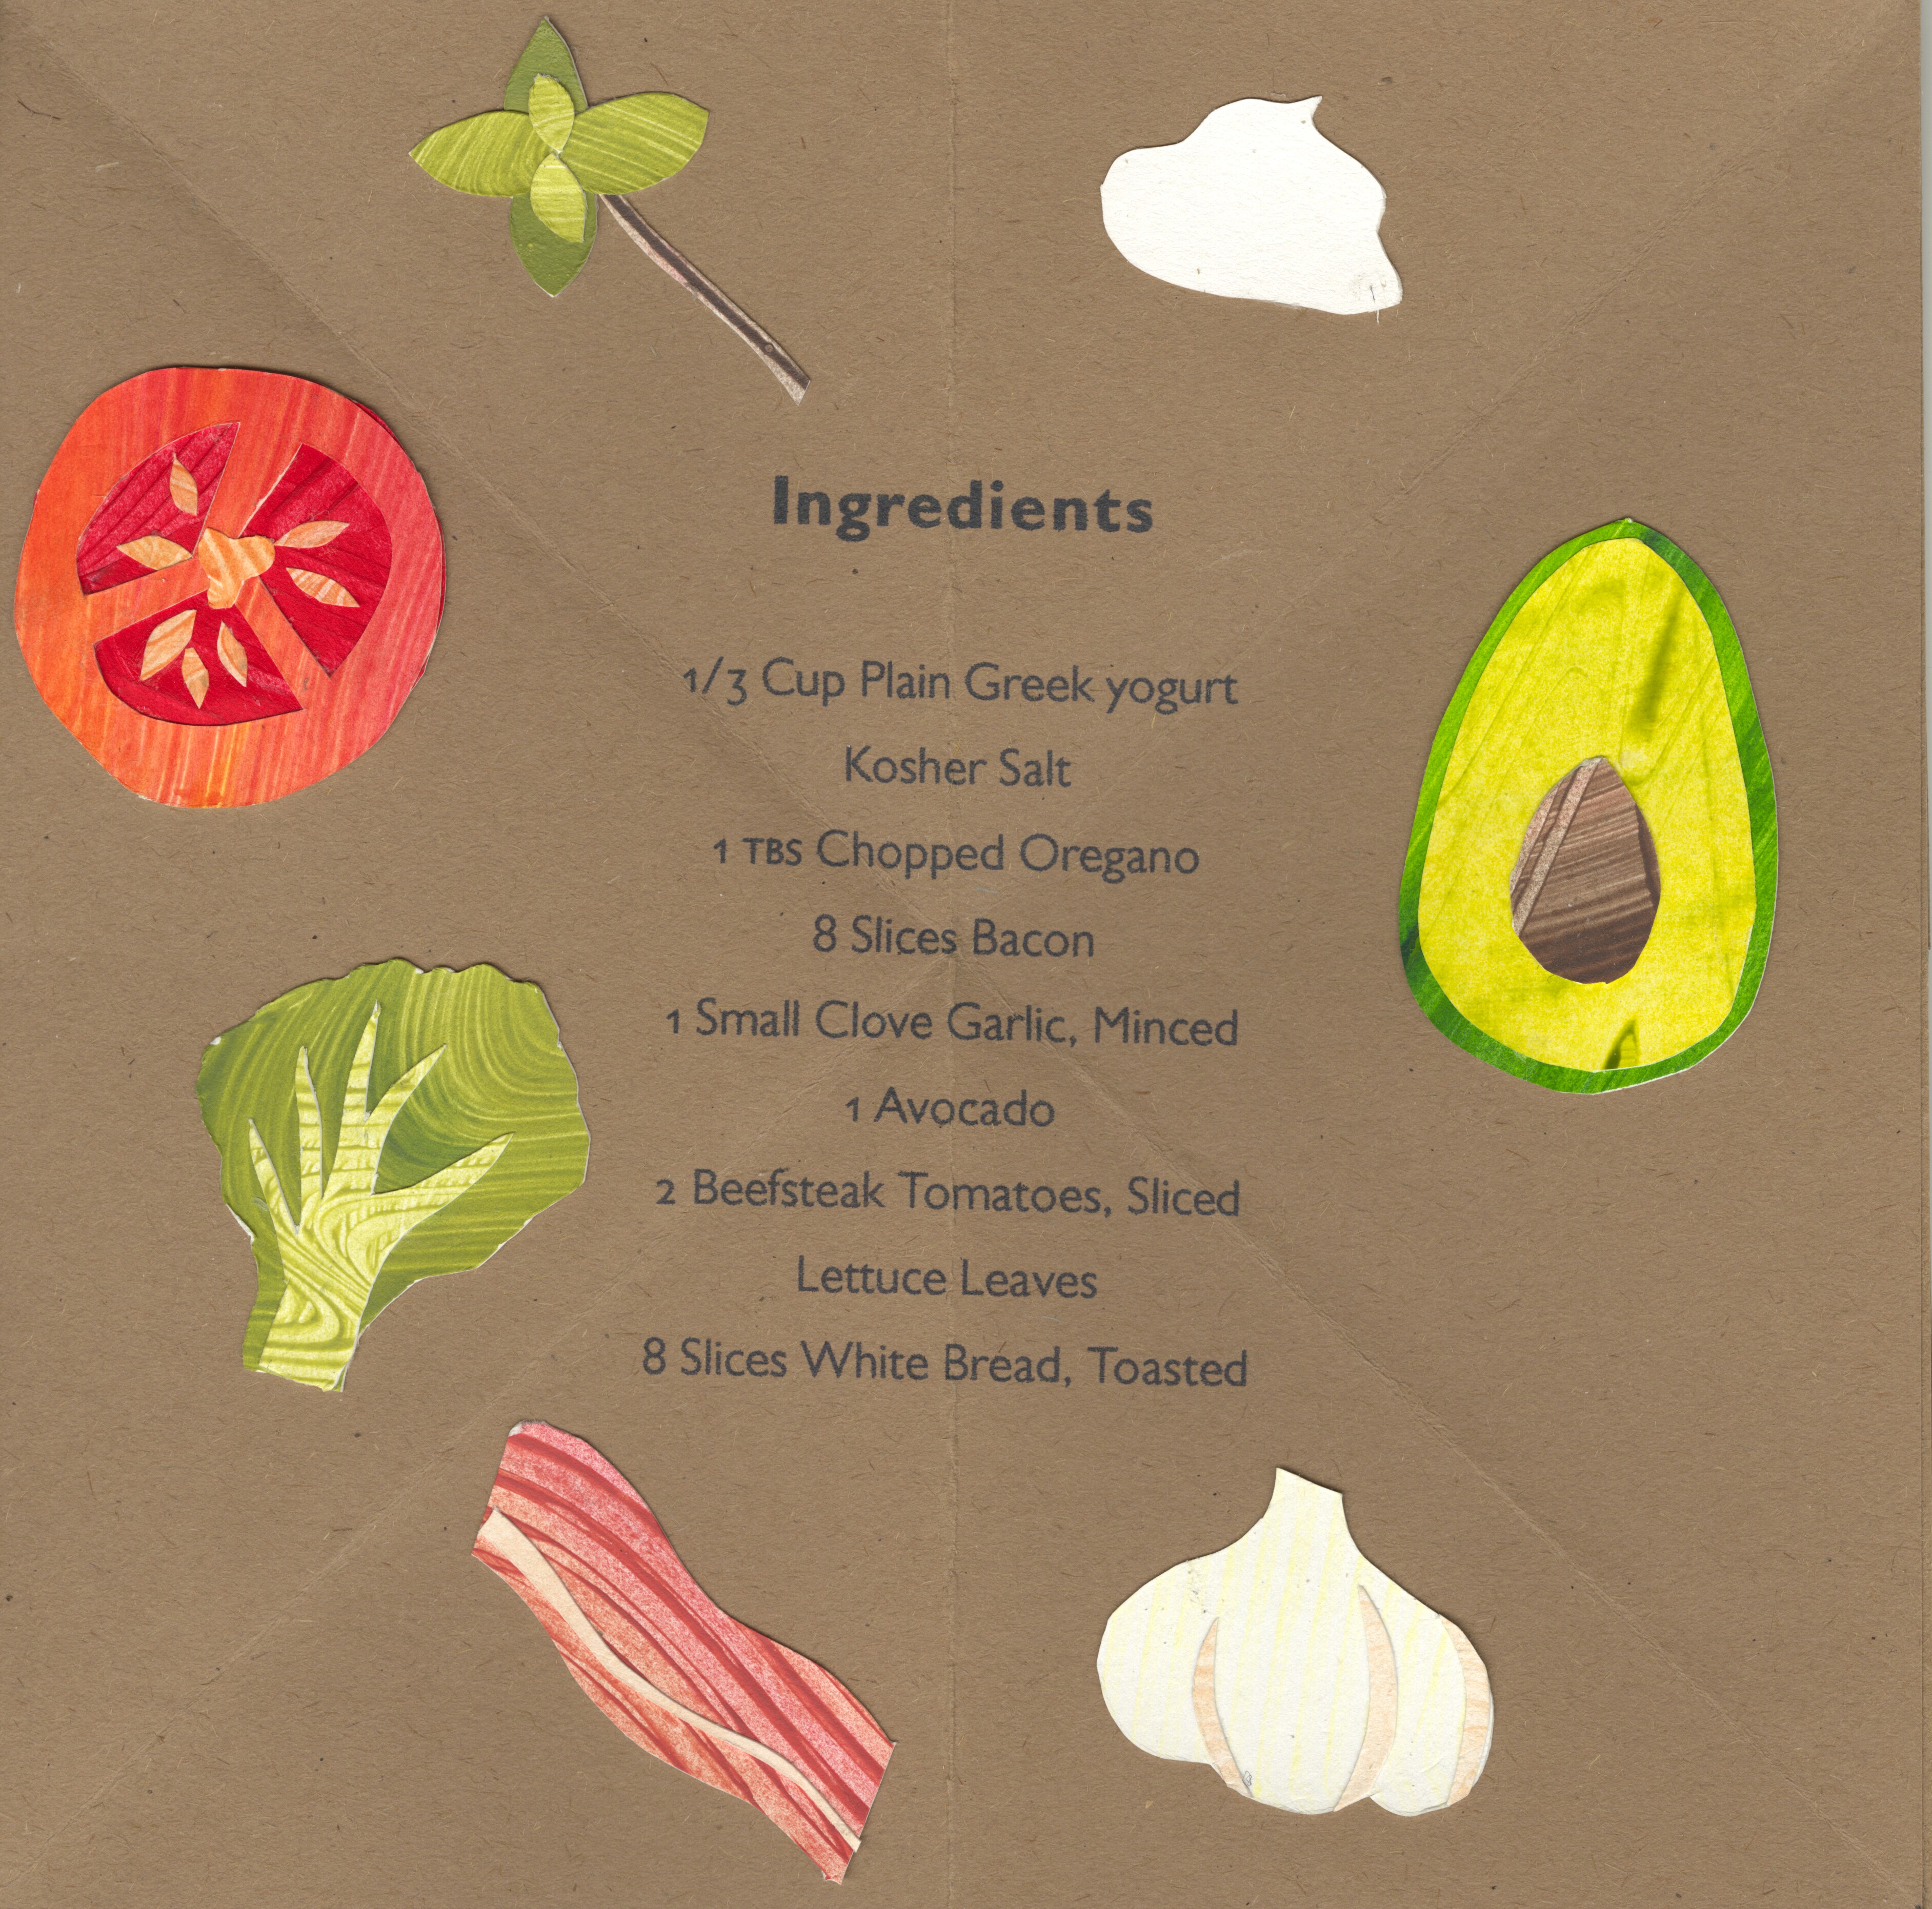 Ingredients
1/3 Cup Plain Greek yogurt
Kosher Salt
1 TBS Chopped Oregano
8 Slices Bacon
1 Small Clove Garlic, Minced
1 Avocado
2 Beefsteak Tomatoes, Sliced
Lettuce Leaves
8 Slices White Bread, Toasted